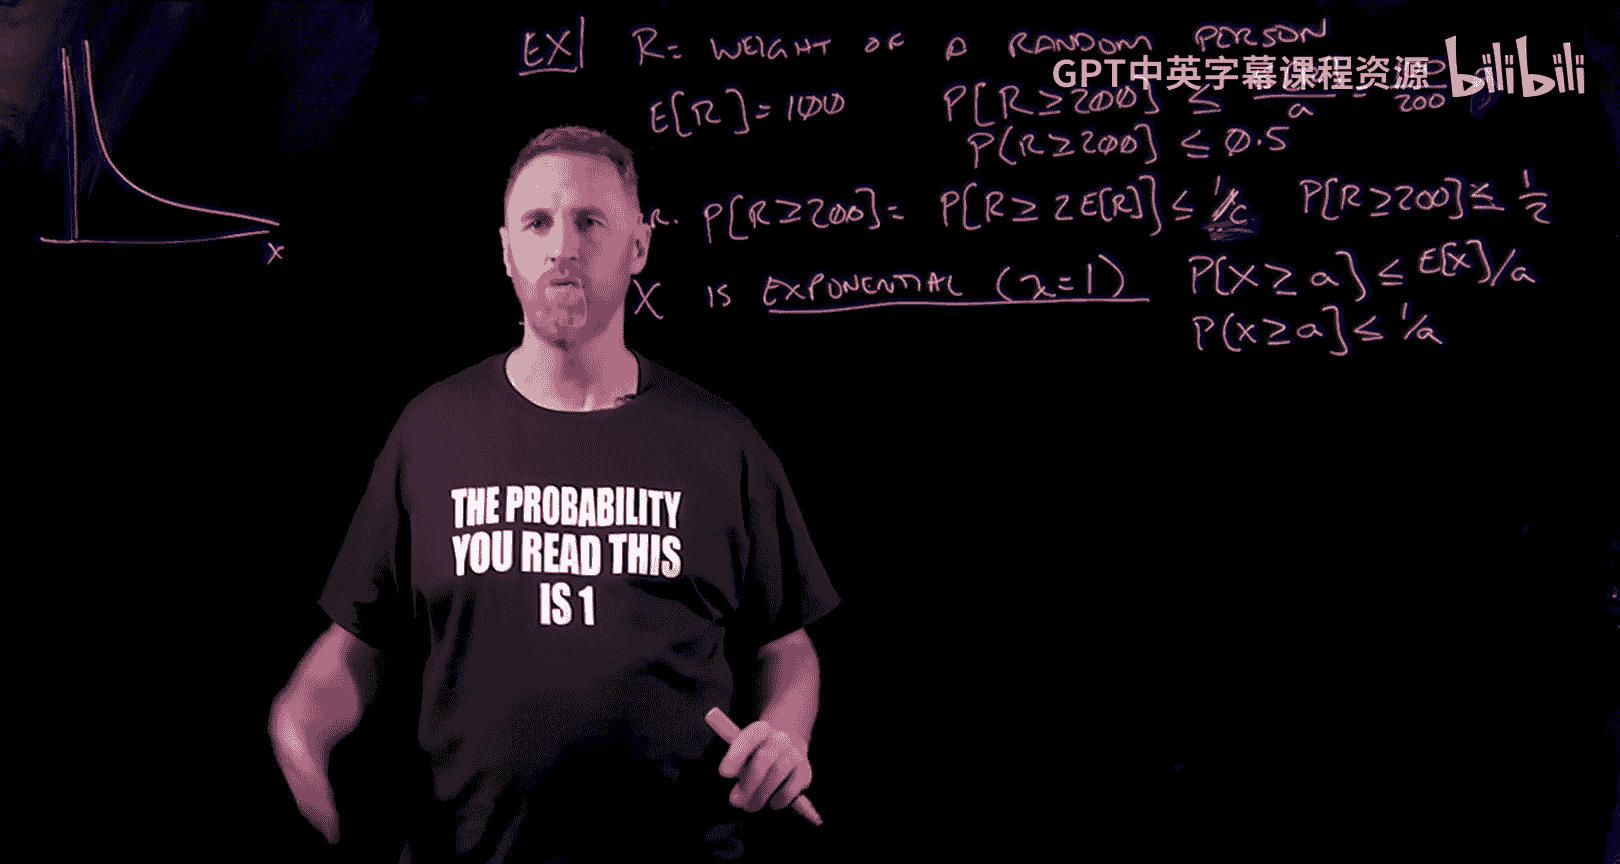 EX R = WEIGHT OF A RANDOM PERSON
GPT中英字幕课程资源 bilibili
E[R] = 100 P[R ≥ 200] ≤ a 200
P[R ≥ 200] ≤ 0.5
R. P[R ≥ 200] = P[R ≥ 2E[R]] ≤ 1/c P[R ≥ 200] ≤ 1/2
X IS EXPONENTIAL (λ=1) P[X ≥ a] ≤ E[X]/a
P[X ≥ a] ≤ 1/a
X
THE PROBABILITY
YOU READ THIS
IS 1